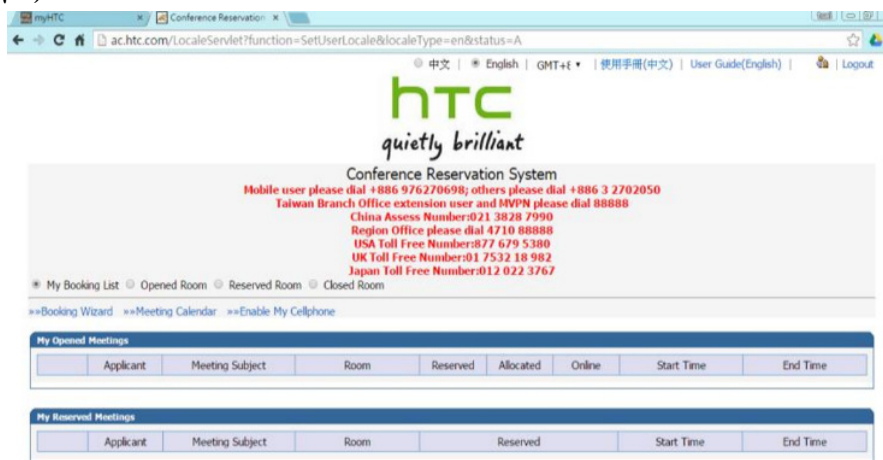 myHTC
Conference Reservation
ac.htc.com/LocaleServlet?function=SetUserLocale&localeType=en&status=A
中文 | English | GMT+8 | 使用手冊(中文) | User Guide(English) | | Logout
hTC
quietly brilliant
Conference Reservation System
Mobile user please dial +886 976270698; others please dial +886 3 2702050
Taiwan Branch Office extension user and MVPN please dial 88888
China Assess Number:021 3828 7990
Region Office please dial 4710 88888
USA Toll Free Number:877 679 5380
UK Toll Free Number:01 7532 18 982
Japan Toll Free Number:012 022 3767
My Booking List Opened Room Reserved Room Closed Room
»»Booking Wizard »»Meeting Calendar »»Enable My Cellphone
My Opened Meetings
Applicant Meeting Subject Room Reserved Allocated Online Start Time End Time
My Reserved Meetings
Applicant Meeting Subject Room Reserved Start Time End Time